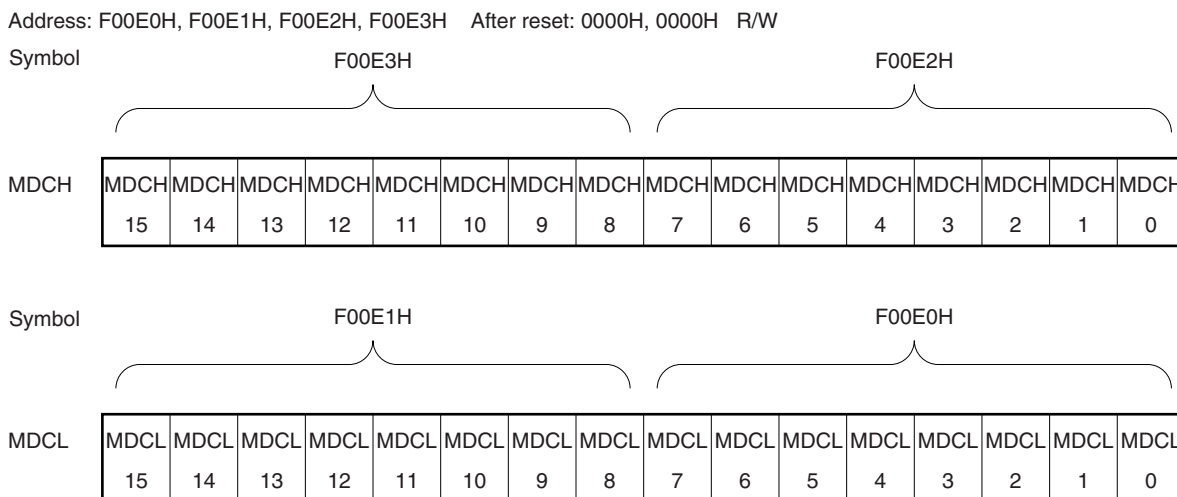 Address: F00E0H, F00E1H, F00E2H, F00E3H After reset: 0000H, 0000H R/W
Symbol F00E3H F00E2H
MDCH MDCH MDCH MDCH MDCH MDCH MDCH MDCH MDCH MDCH MDCH MDCH MDCH MDCH MDCH MDCH MDCH
15 14 13 12 11 10 9 8 7 6 5 4 3 2 1 0
Symbol F00E1H F00E0H
MDCL MDCL MDCL MDCL MDCL MDCL MDCL MDCL MDCL MDCL MDCL MDCL MDCL MDCL MDCL MDCL MDCL
15 14 13 12 11 10 9 8 7 6 5 4 3 2 1 0